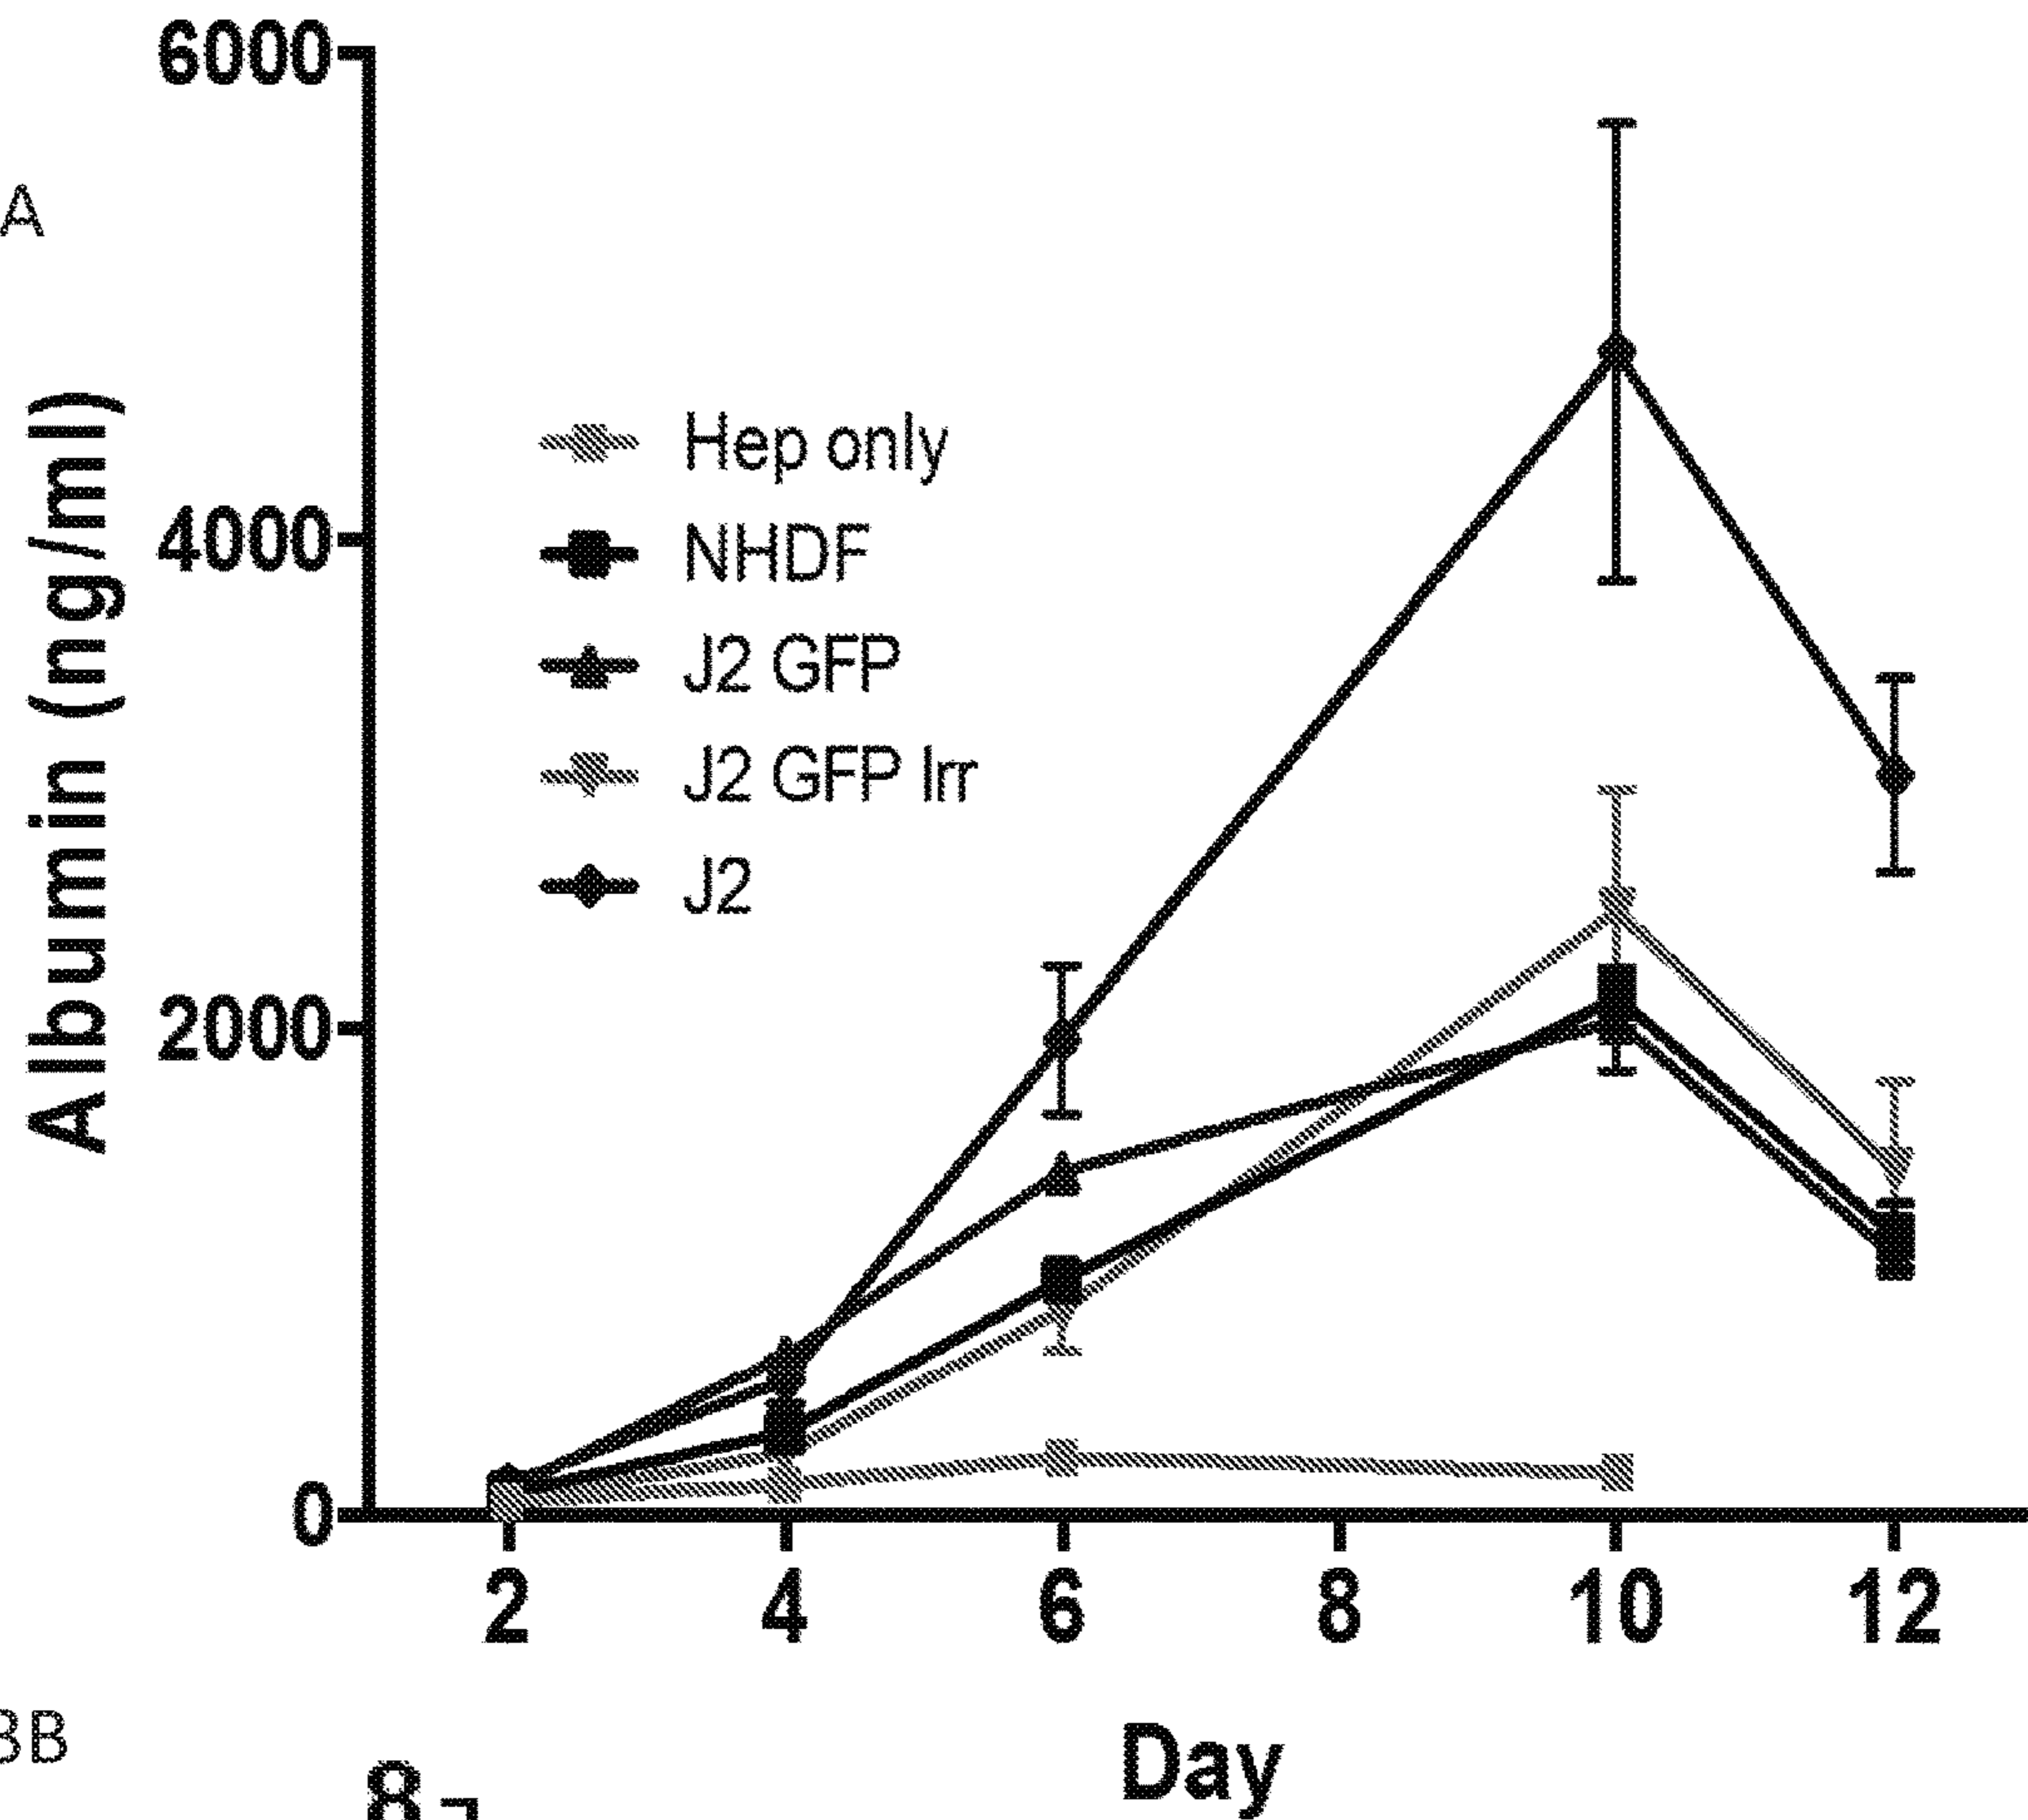 A
Albumin (ng/ml)
6000
4000
2000
0
Hep only
NHDF
J2 GFP
J2 GFP Irr
J2
2 4 6 8 10 12
Day
8